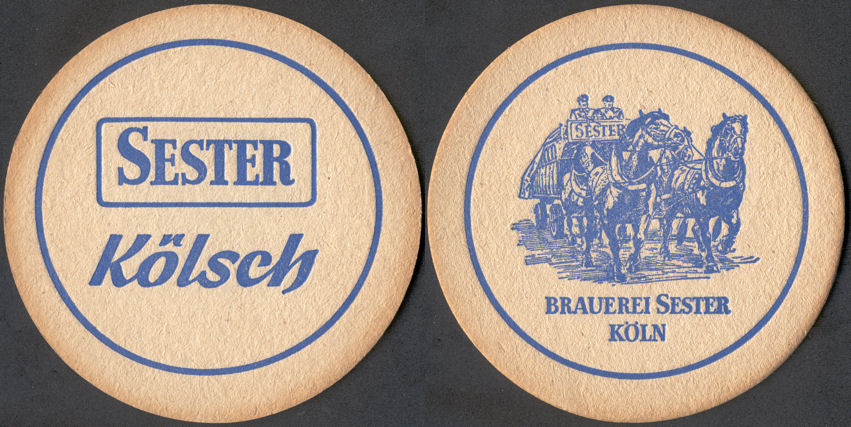 SESTER
Kölsch
SESTER
BRAUEREI SESTER
KÖLN